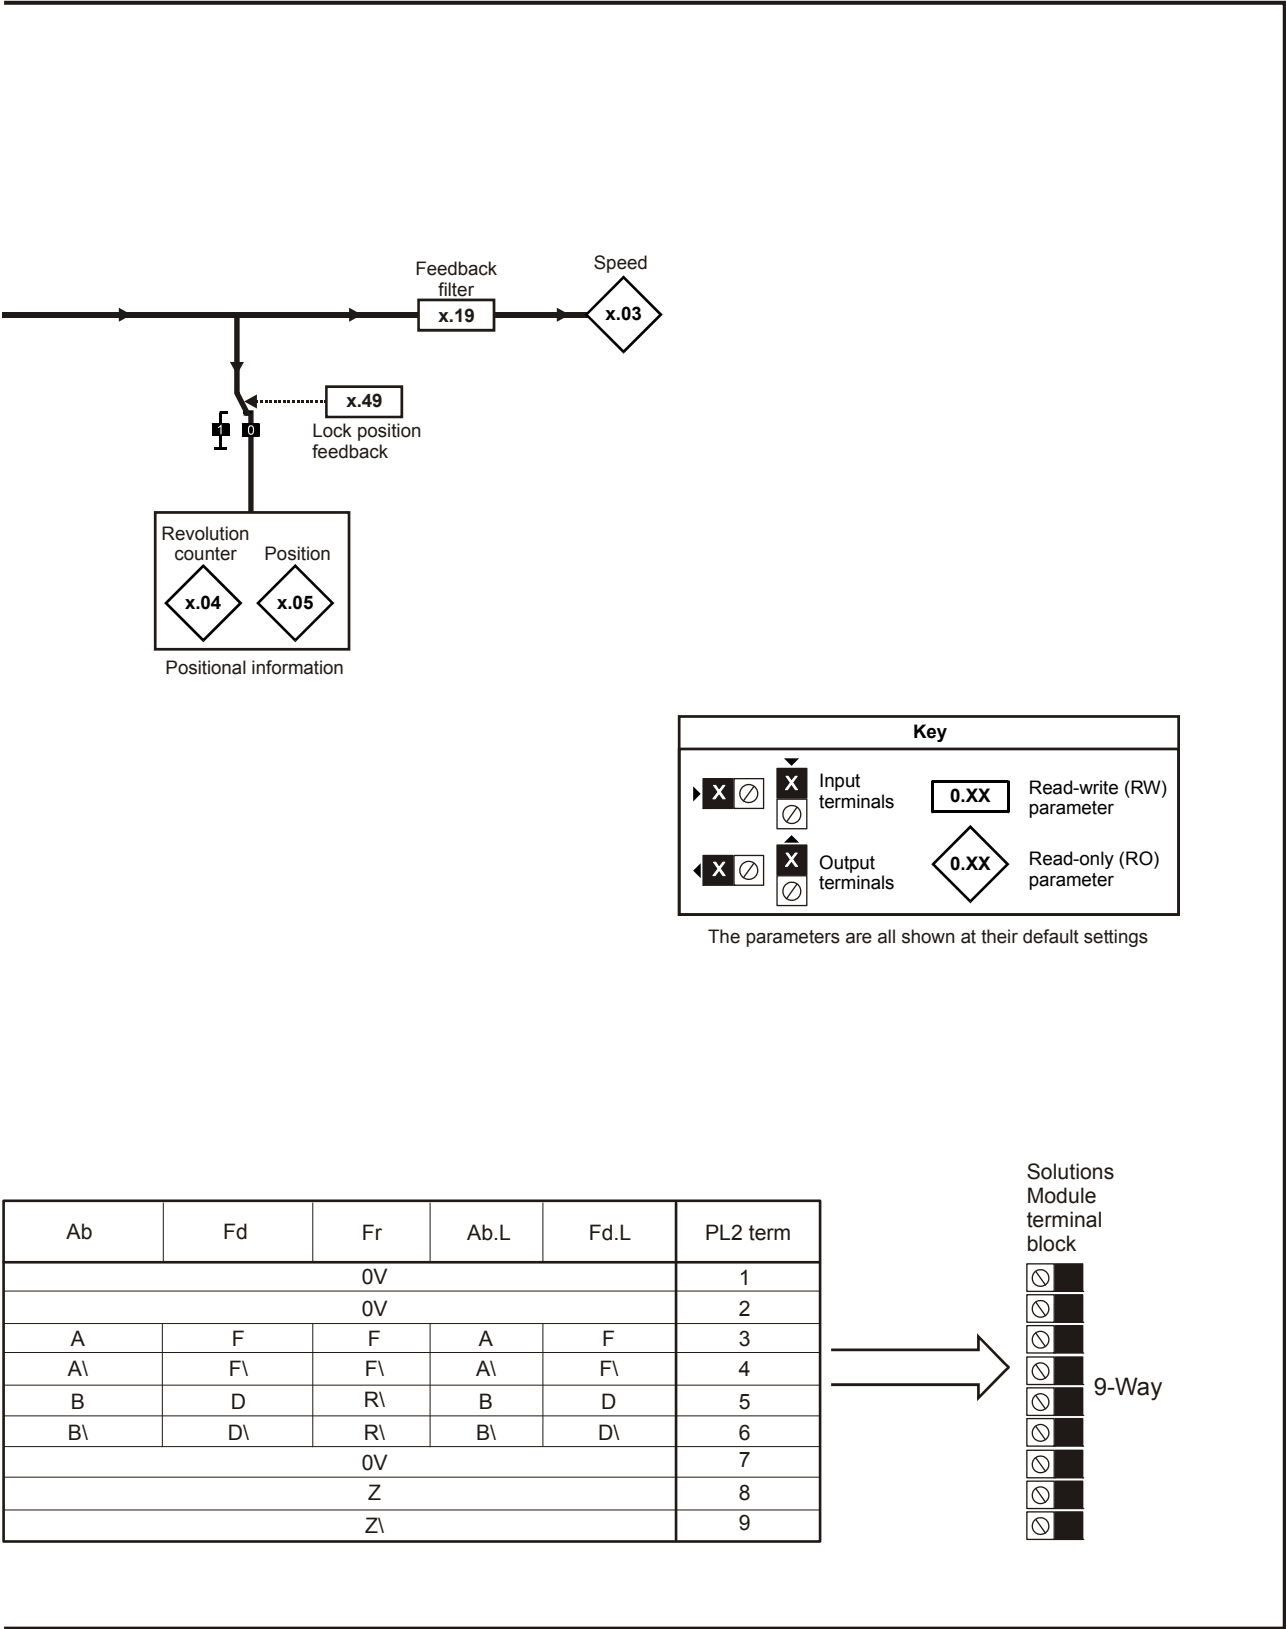 Feedback
filter
x.19
Speed
x.03
x.49
Lock position
feedback
1 0
Revolution
counter
Position
x.04
x.05
Positional information
Key
X
X
Input
terminals
0.XX
Read-write (RW)
parameter
X
X
Output
terminals
0.XX
Read-only (RO)
parameter
The parameters are all shown at their default settings
Ab Fd Fr Ab.L Fd.L PL2 term
0V 1
0V 2
A F F A F 3
A\ F\ F\ A\ F\ 4
B D R\ B D 5
B\ D\ R\ B\ D\ 6
0V 7
Z 8
Z\ 9
Solutions
Module
terminal
block
9-Way